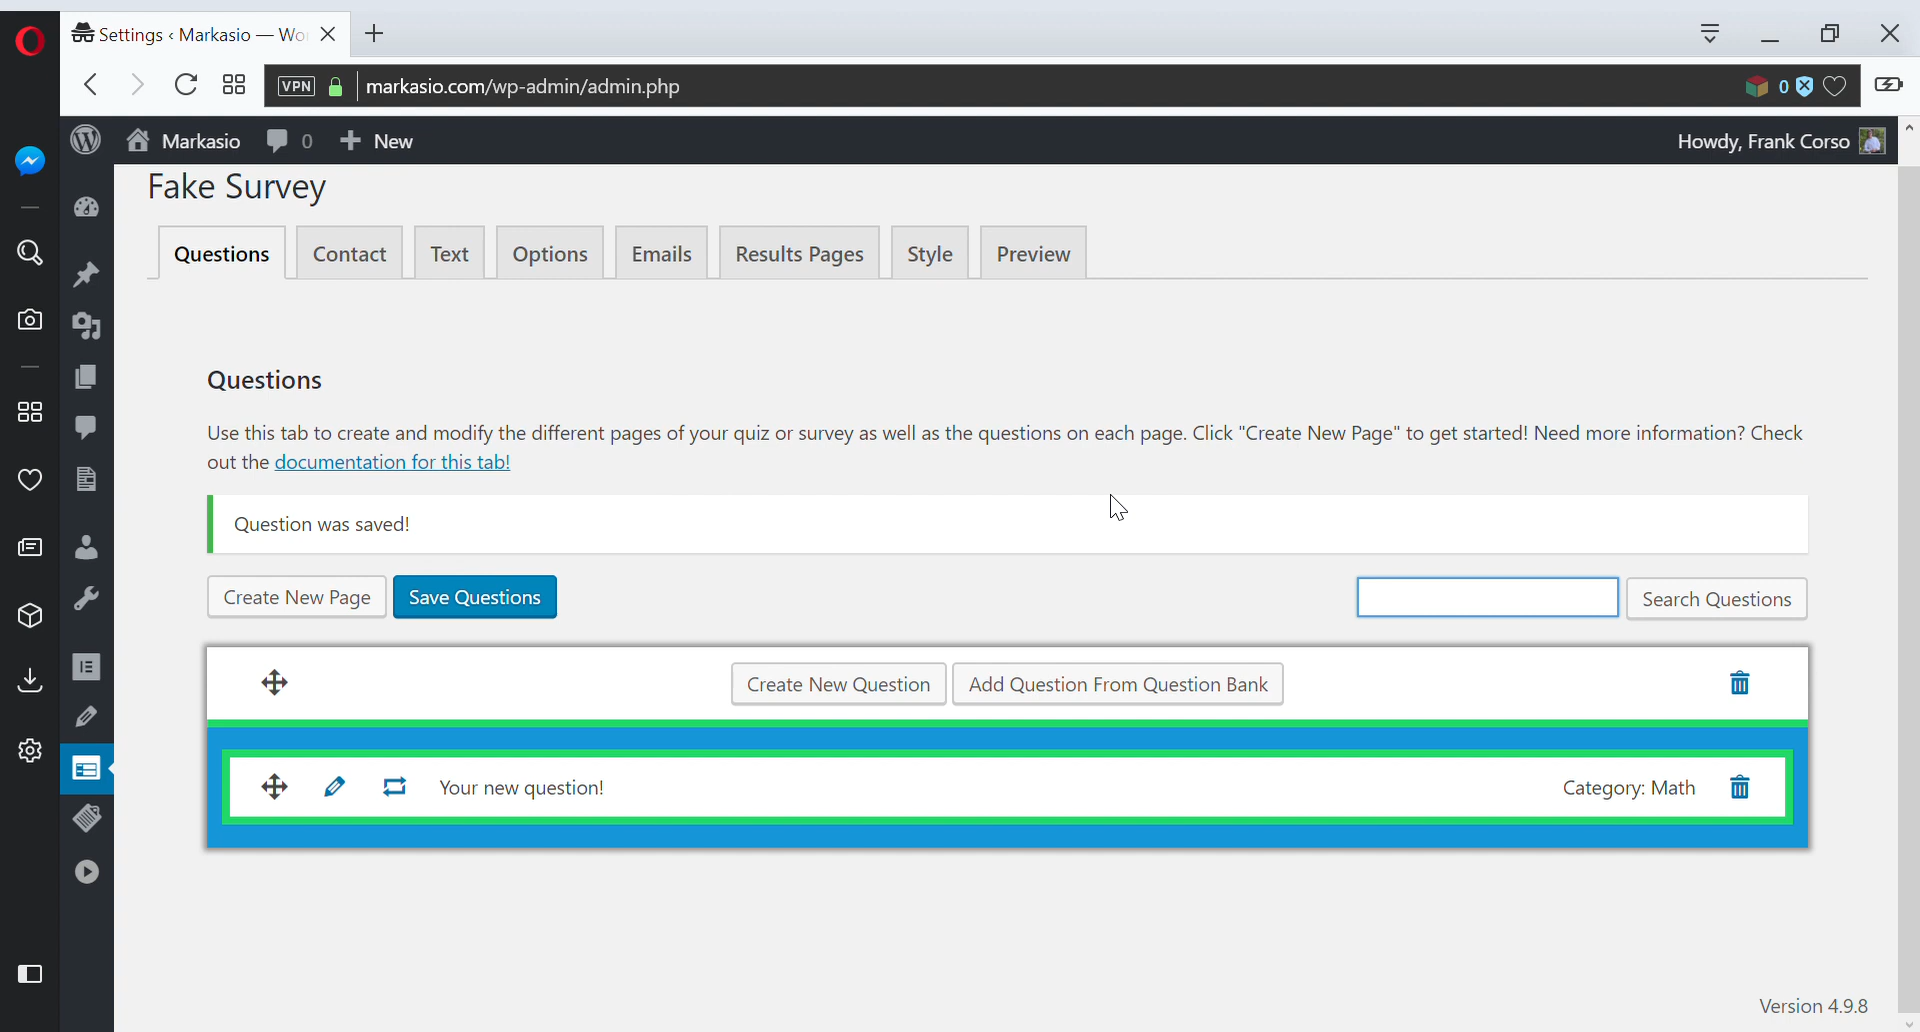 Settings ‹ Markasio — Wo
VPN markasio.com/wp-admin/admin.php 0
Markasio 0 New Howdy, Frank Corso
Fake Survey
Questions Contact Text Options Emails Results Pages Style Preview
Questions
Use this tab to create and modify the different pages of your quiz or survey as well as the questions on each page. Click "Create New Page" to get started! Need more information? Check
out the documentation for this tab!
Question was saved!
Create New Page Save Questions Search Questions
Create New Question Add Question From Question Bank
Your new question! Category: Math
Version 4.9.8